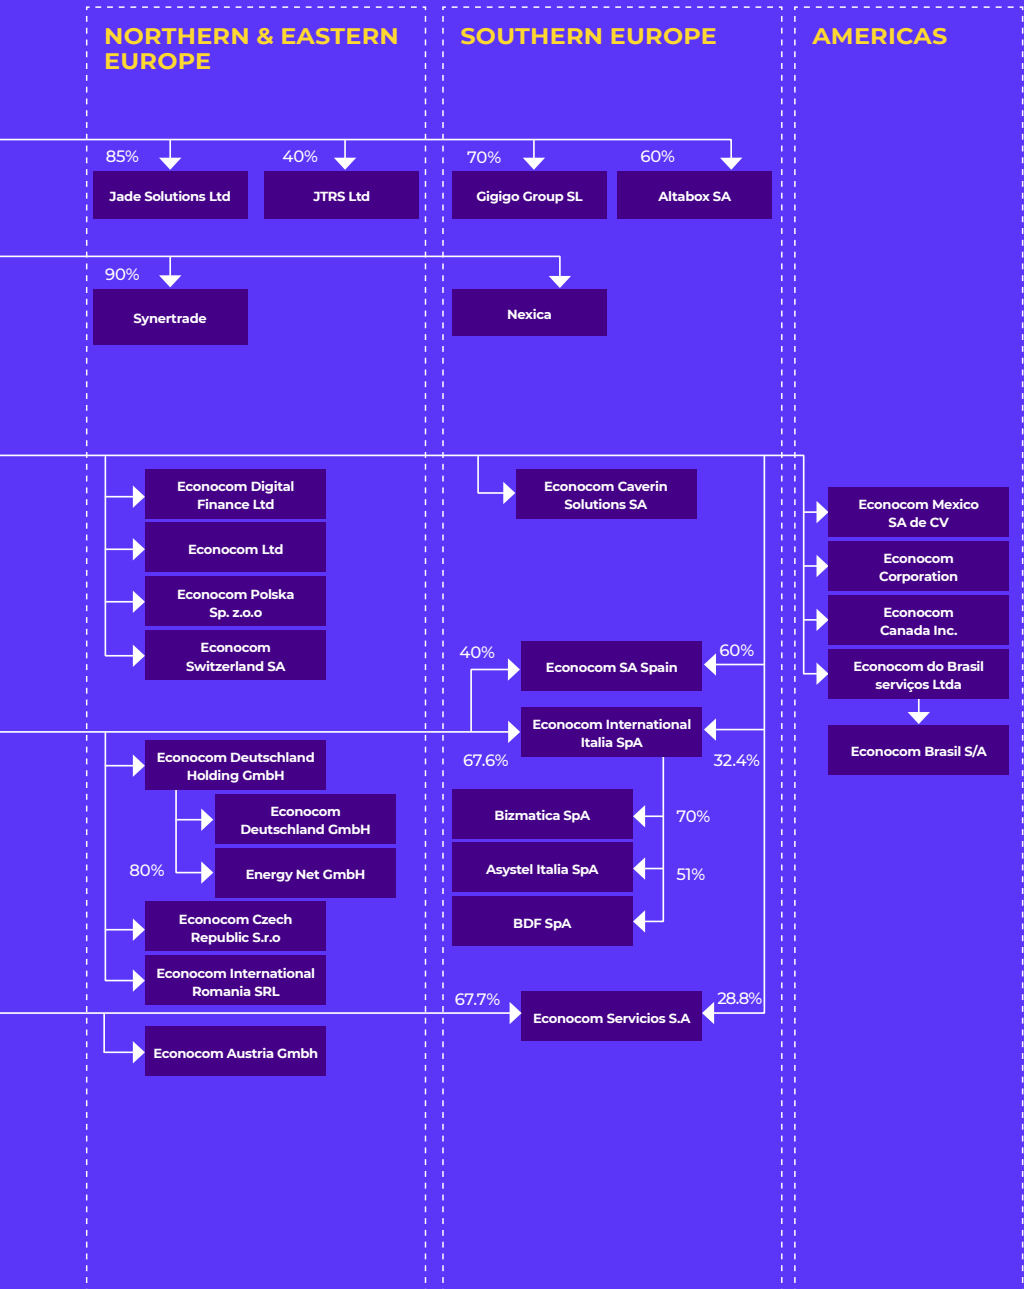 NORTHERN & EASTERN
EUROPE
SOUTHERN EUROPE
AMERICAS
85%
40%
70%
60%
Jade Solutions Ltd
JTRS Ltd
Gigigo Group SL
Altabox SA
90%
Synertrade
Nexica
Econocom Digital
Finance Ltd
Econocom Ltd
Econocom Polska
Sp. z.o.o
Econocom
Switzerland SA
Econocom Caverin
Solutions SA
Econocom Mexico
SA de CV
Econocom
Corporation
Econocom
Canada Inc.
Econocom do Brasil
serviços Ltda
Econocom Brasil S/A
40%
Econocom SA Spain
60%
Econocom International
Italia SpA
67.6%
32.4%
Econocom Deutschland
Holding GmbH
Econocom
Deutschland GmbH
80%
Energy Net GmbH
Econocom Czech
Republic S.r.o
Econocom International
Romania SRL
Bizmatica SpA
70%
Asystel Italia SpA
51%
BDF SpA
67.7%
Econocom Servicios S.A
28.8%
Econocom Austria Gmbh